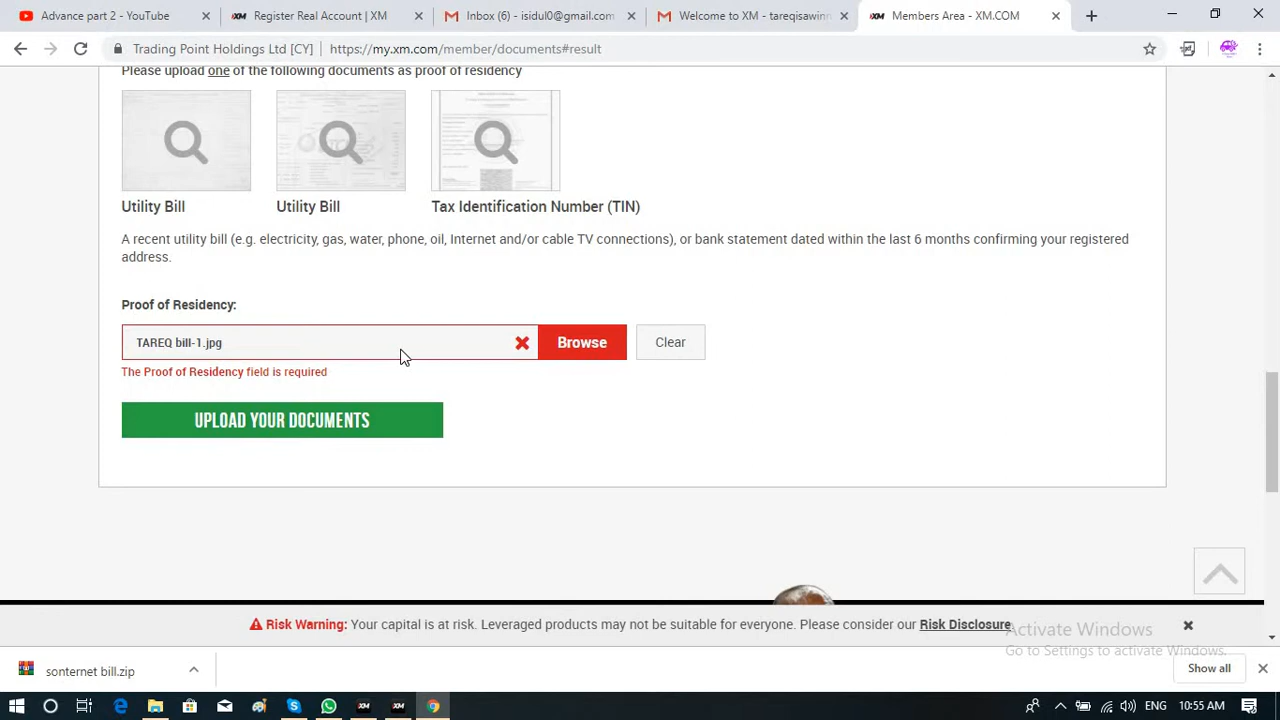 Advance part 2 - YouTube
Register Real Account | XM
Inbox (6) - isidul0@gmail.com
Welcome to XM - tareqisawinn
Members Area - XM.COM
Trading Point Holdings Ltd [CY] | https://my.xm.com/member/documents#result
Please upload one of the following documents as proof of residency
Utility Bill
Utility Bill
Tax Identification Number (TIN)
A recent utility bill (e.g. electricity, gas, water, phone, oil, Internet and/or cable TV connections), or bank statement dated within the last 6 months confirming your registered
address.
Proof of Residency:
TAREQ bill-1.jpg
Browse
Clear
The Proof of Residency field is required
UPLOAD YOUR DOCUMENTS
Risk Warning: Your capital is at risk. Leveraged products may not be suitable for everyone. Please consider our Risk Disclosure
Activate Windows
Go to Settings to activate Windows.
sonternet bill.zip
Show all
ENG
10:55 AM